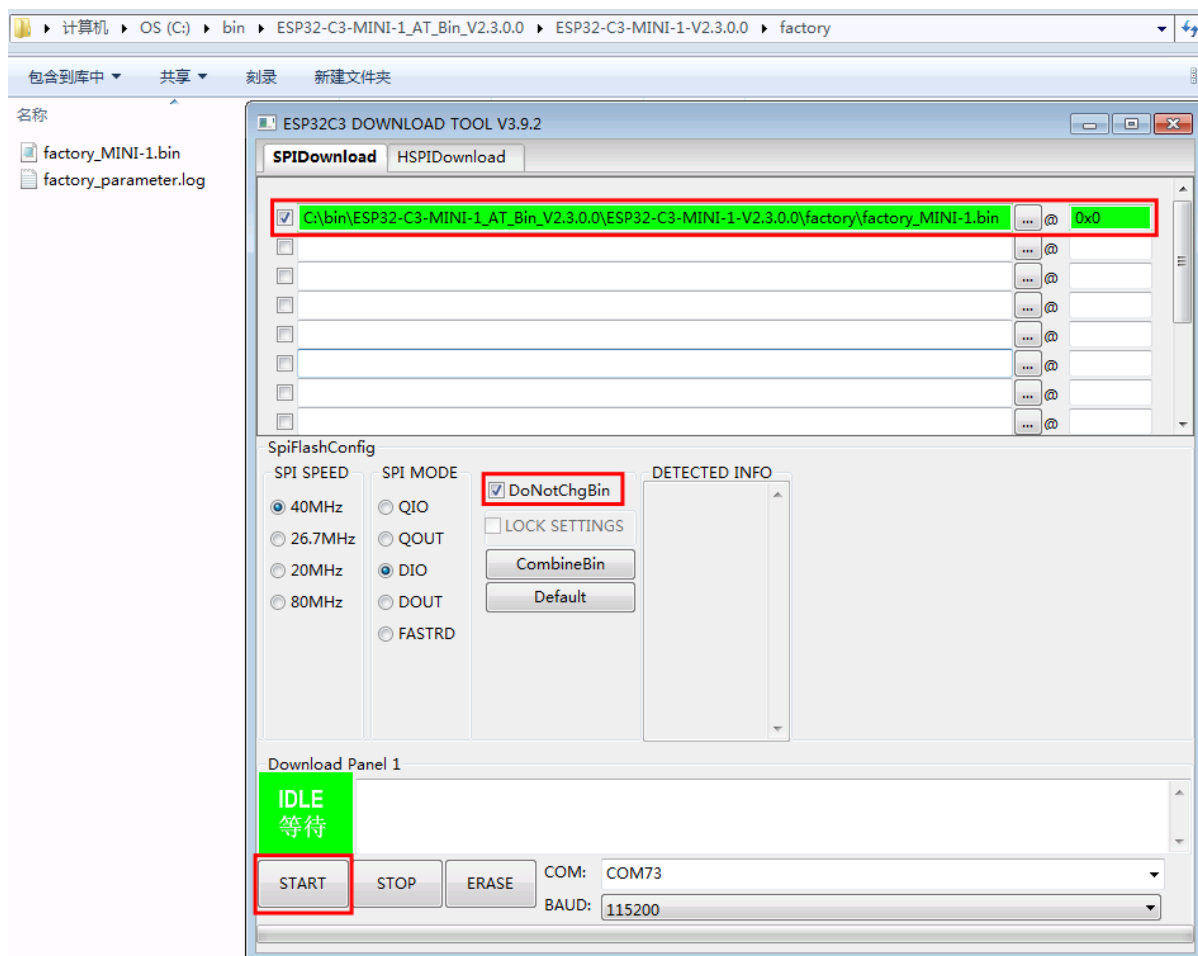 计算机 OS (C:) bin ESP32-C3-MINI-1_AT_Bin_V2.3.0.0 ESP32-C3-MINI-1-V2.3.0.0 factory
包含到库中 共享 刻录 新建文件夹
名称
factory_MINI-1.bin
factory_parameter.log
ESP32C3 DOWNLOAD TOOL V3.9.2
SPIDownload HSPIDownload
C:\bin\ESP32-C3-MINI-1_AT_Bin_V2.3.0.0\ESP32-C3-MINI-1-V2.3.0.0\factory\factory_MINI-1.bin ... @ 0x0
... @
... @
... @
... @
... @
... @
... @
SpiFlashConfig
SPI SPEED SPI MODE DETECTED INFO
DoNotChgBin
40MHz QIO
LOCK SETTINGS
26.7MHz QOUT
CombineBin
20MHz DIO
Default
80MHz DOUT
FASTRD
Download Panel 1
IDLE
等待
START STOP ERASE
COM: COM73
BAUD: 115200